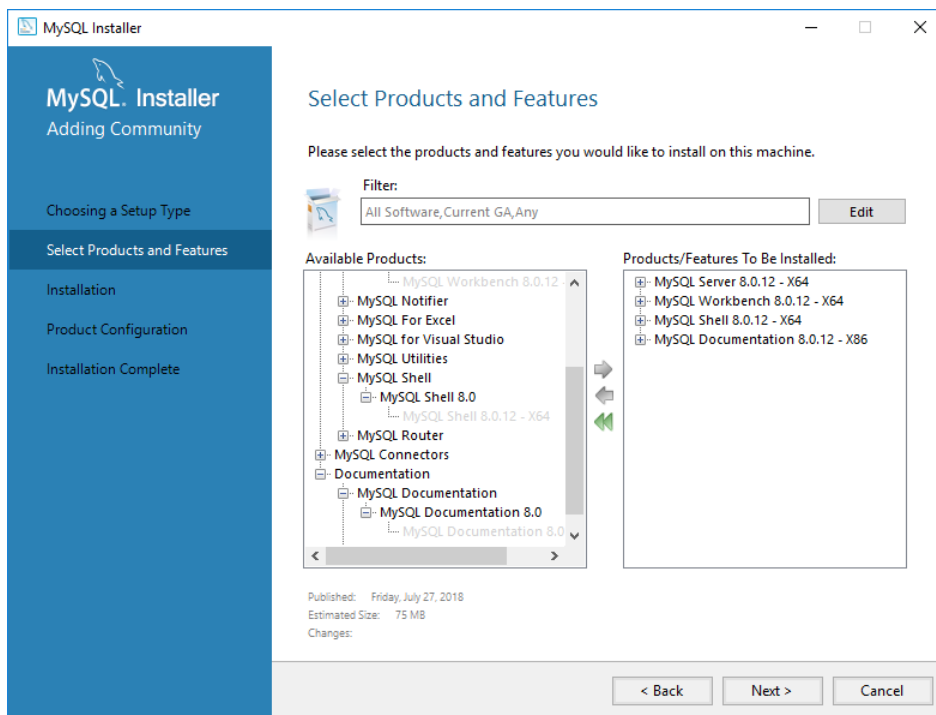 MySQL Installer
MySQL. Installer
Adding Community
Choosing a Setup Type
Select Products and Features
Installation
Product Configuration
Installation Complete
Select Products and Features
Please select the products and features you would like to install on this machine.
Filter:
All Software,Current GA,Any
Edit
Available Products:
MySQL Workbench 8.0.12 -
MySQL Notifier
MySQL For Excel
MySQL for Visual Studio
MySQL Utilities
MySQL Shell
MySQL Shell 8.0
MySQL Shell 8.0.12 - X64
MySQL Router
MySQL Connectors
Documentation
MySQL Documentation
MySQL Documentation 8.0
MySQL Documentation 8.0
Products/Features To Be Installed:
MySQL Server 8.0.12 - X64
MySQL Workbench 8.0.12 - X64
MySQL Shell 8.0.12 - X64
MySQL Documentation 8.0.12 - X86
Published: Friday, July 27, 2018
Estimated Size: 75 MB
Changes:
< Back
Next >
Cancel